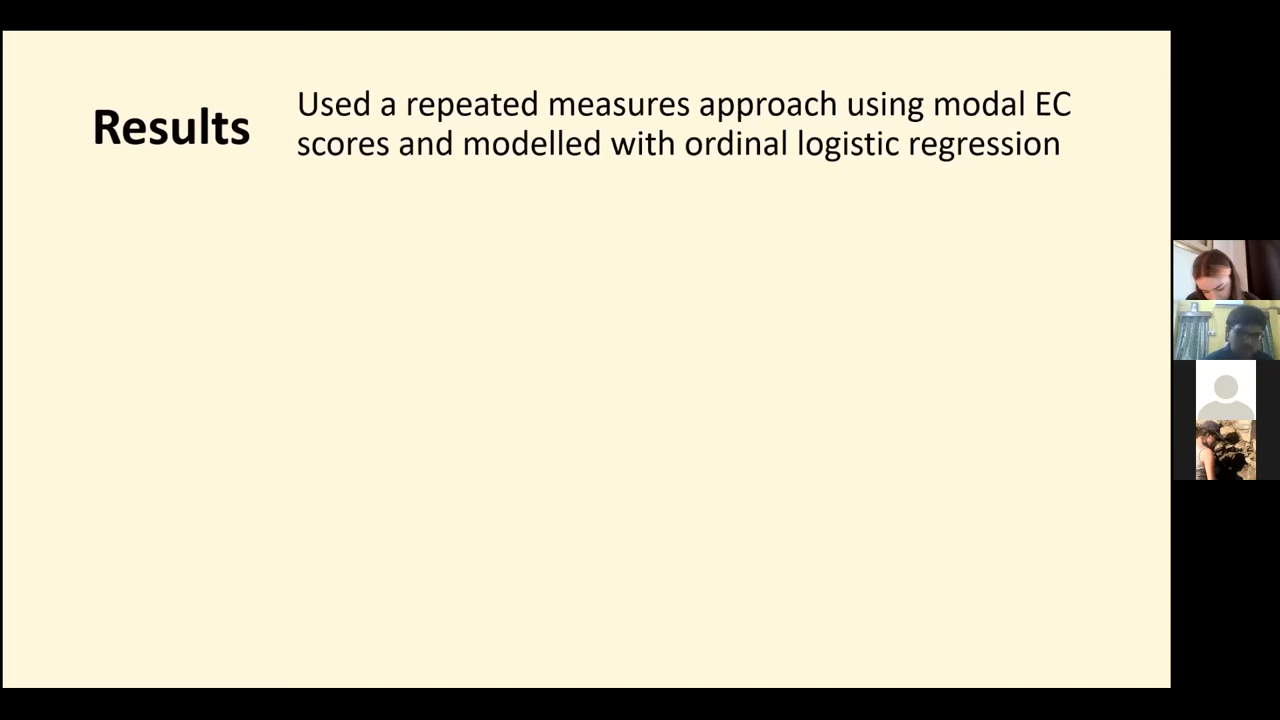 Results
Used a repeated measures approach using modal EC
scores and modelled with ordinal logistic regression